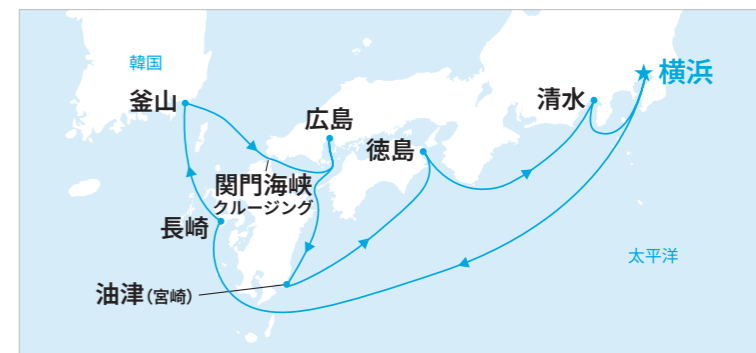 韓国
釜山
広島
清水
★横浜
徳島
関門海峡
クルージング
長崎
太平洋
油津(宮崎)